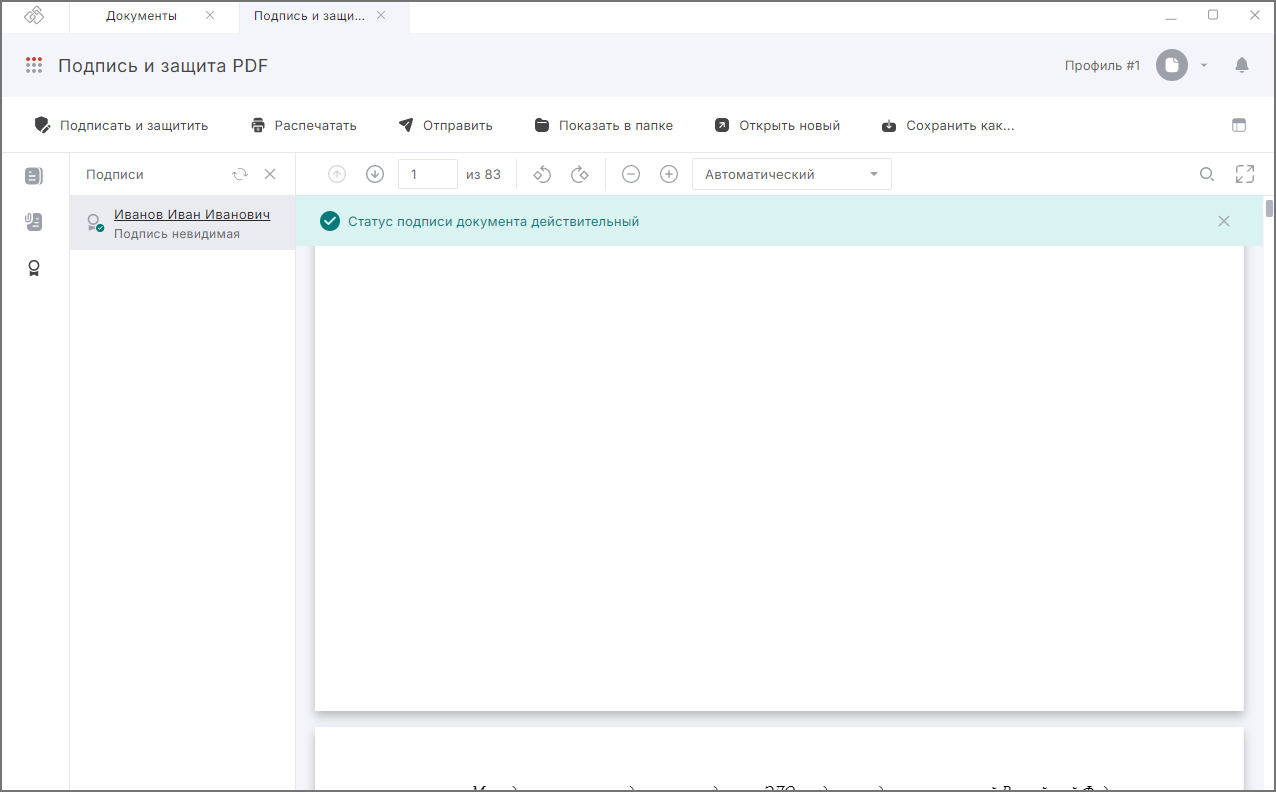 Документы
Подпись и защи...
Подпись и защита PDF
Профиль #1
Подписать и защитить
Распечатать
Отправить
Показать в папке
Открыть новый
Сохранить как...
Подписи
1
из 83
Автоматический
Иванов Иван Иванович
Подпись невидимая
Статус подписи документа действительный